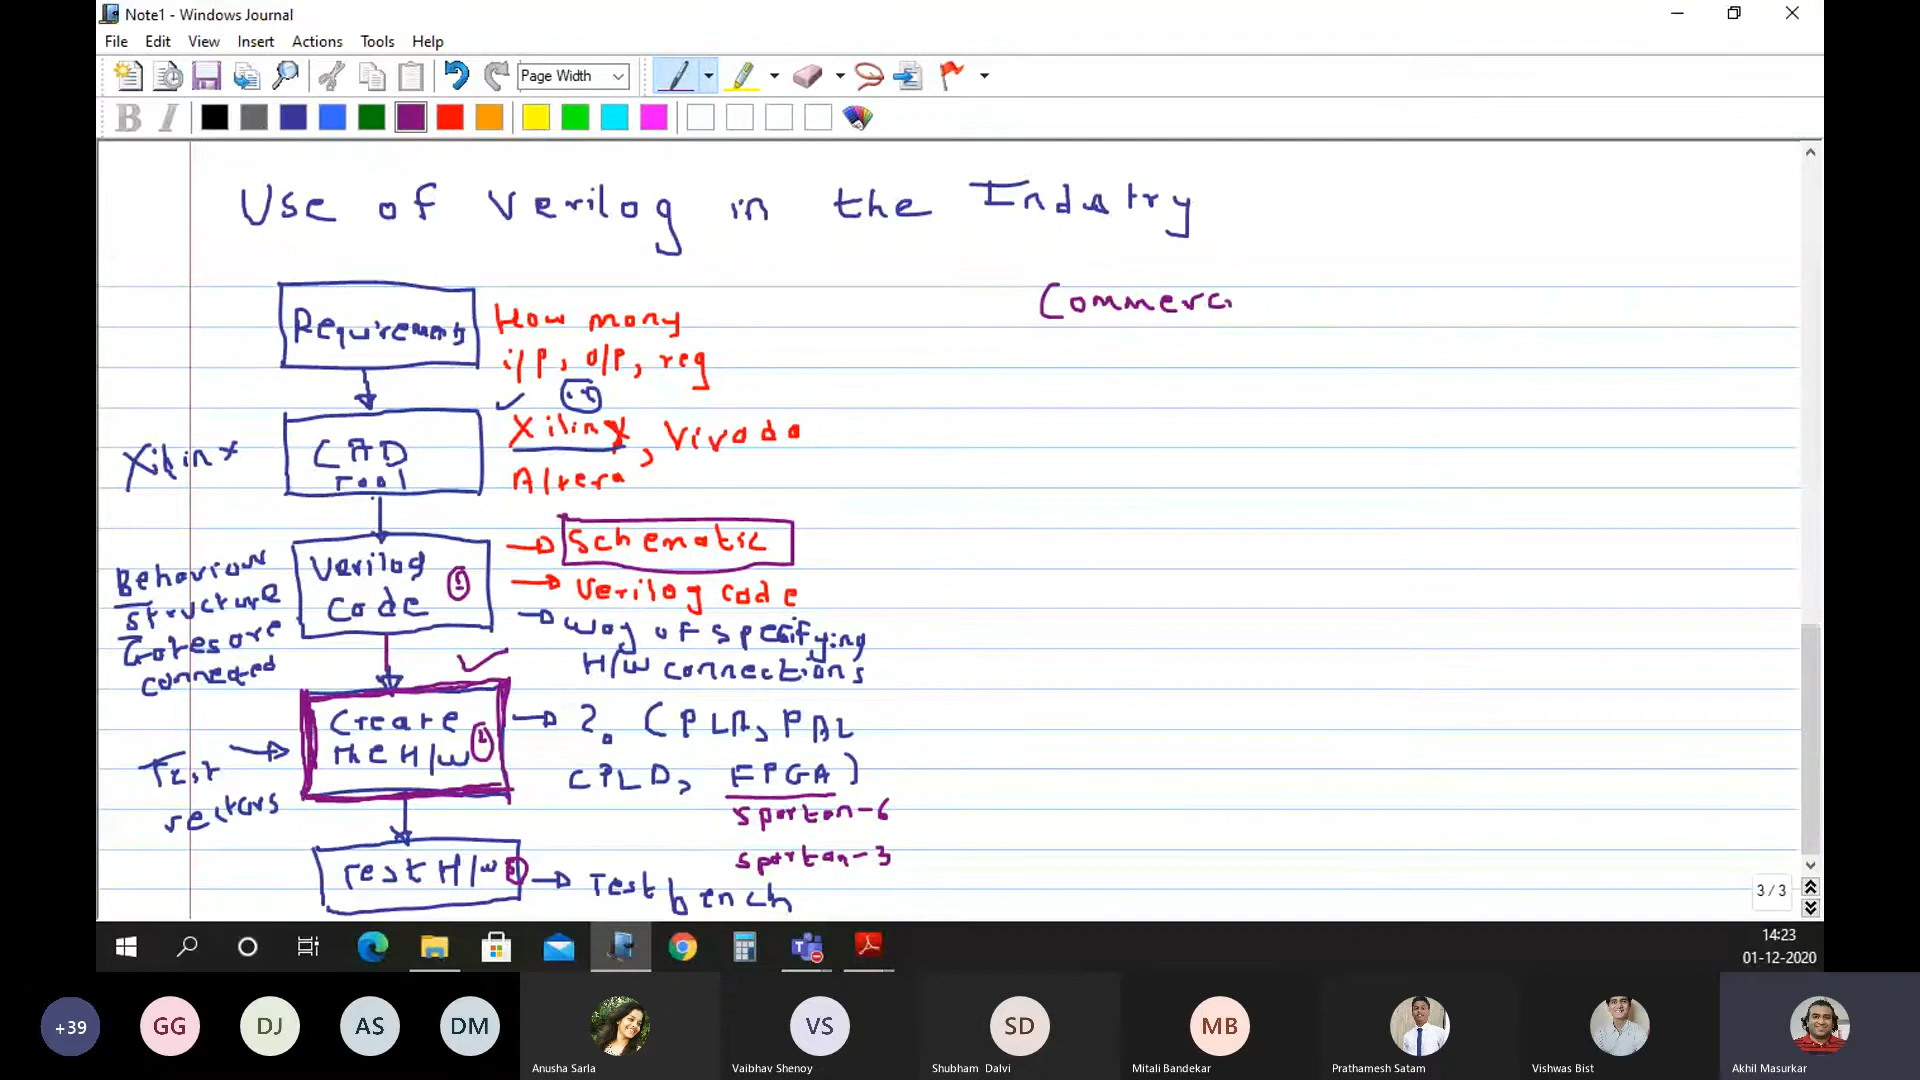 Note1 - Windows Journal
File Edit View Insert Actions Tools Help
Page Width
B I
Use of Verilog in the Industry
Commerc
Requirements
How many
i/p, o/p, reg
Xilinx
CAD
Tool
Xilinx, Vivado
Altera
Verilog
Code
1
Schematic
Verilog code
way of specifying
H/W connections
Behaviour
Structure
Gates are
connected
Create
the H/W
2
2. (PLA, PAL
CPLD, FPGA)
Spartan-6
Spartan-3
Test
vectors
Test H/W
3
Test bench
3 / 3
14:23
01-12-2020
+39
GG
DJ
AS
DM
VS
SD
MB
Anusha Sarla
Vaibhav Shenoy
Shubham Dalvi
Mitali Bandekar
Prathamesh Satam
Vishwas Bist
Akhil Masurkar